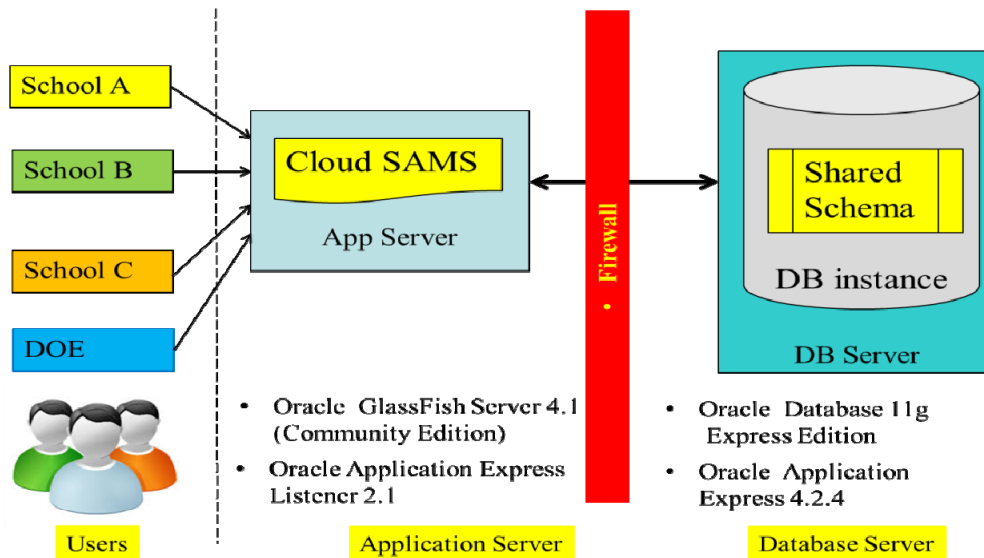 School A
School B
School C
DOE
Users
Cloud SAMS
App Server
• Oracle GlassFish Server 4.1
(Community Edition)
• Oracle Application Express
Listener 2.1
Application Server
• Firewall
Shared
Schema
DB instance
DB Server
• Oracle Database 11g
Express Edition
• Oracle Application
Express 4.2.4
Database Server